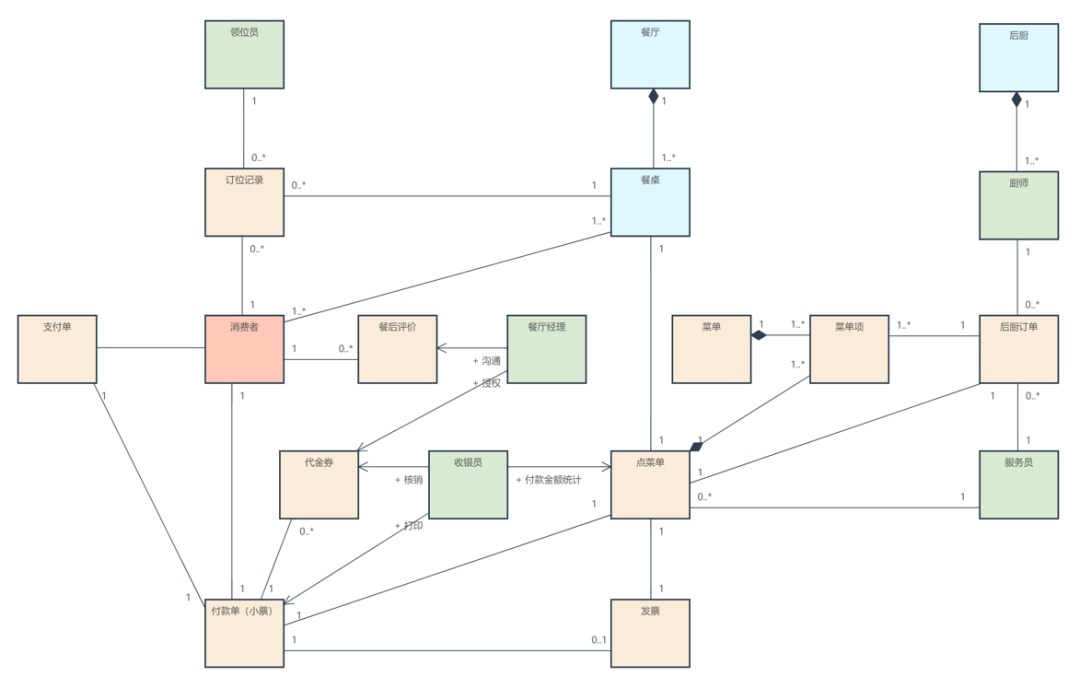 领位员
餐厅
后厨
1
1
1
0..*
1..*
1..*
订位记录
餐桌
厨师
0..*
1
1..*
0..*
1
1
1
1..*
0..*
支付单
消费者
餐后评价
餐厅经理
菜单
1
1..*
菜单项
1..*
1
后厨订单
1
0..*
+ 沟通
1..*
+ 授权
1
1
1
0..*
1
1
1
代金券
收银员
点菜单
服务员
+ 核销
+ 付款金额统计
1
0..*
1
1
+ 打印
0..*
1
1
1
1
1
付款单（小票）
1
发票
1
0..1